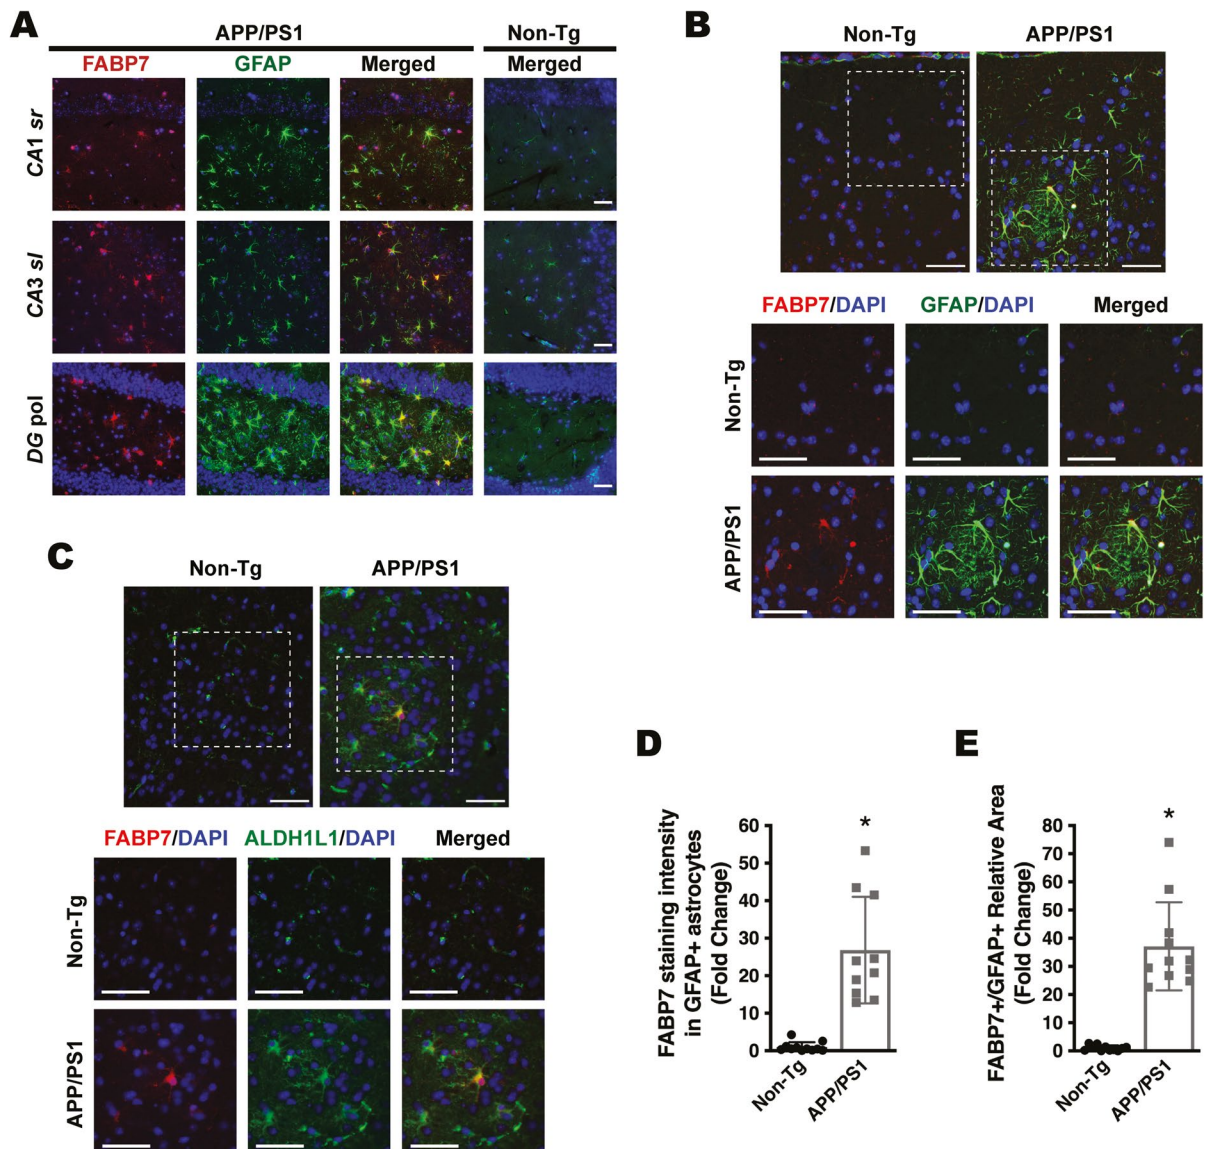 A
APP/PS1
Non-Tg
FABP7
GFAP
Merged
Merged
CA1 sr
CA3 sl
DG pol
B
Non-Tg
APP/PS1
FABP7/DAPI
GFAP/DAPI
Merged
Non-Tg
APP/PS1
C
Non-Tg
APP/PS1
FABP7/DAPI
ALDH1L1/DAPI
Merged
Non-Tg
APP/PS1
D
FABP7 staining intensity
in GFAP+ astrocytes
(Fold Change)
60
50
40
30
20
10
0
*
Non-Tg
APP/PS1
E
FABP7+/GFAP+ Relative Area
(Fold Change)
80
70
60
50
40
30
20
10
0
*
Non-Tg
APP/PS1